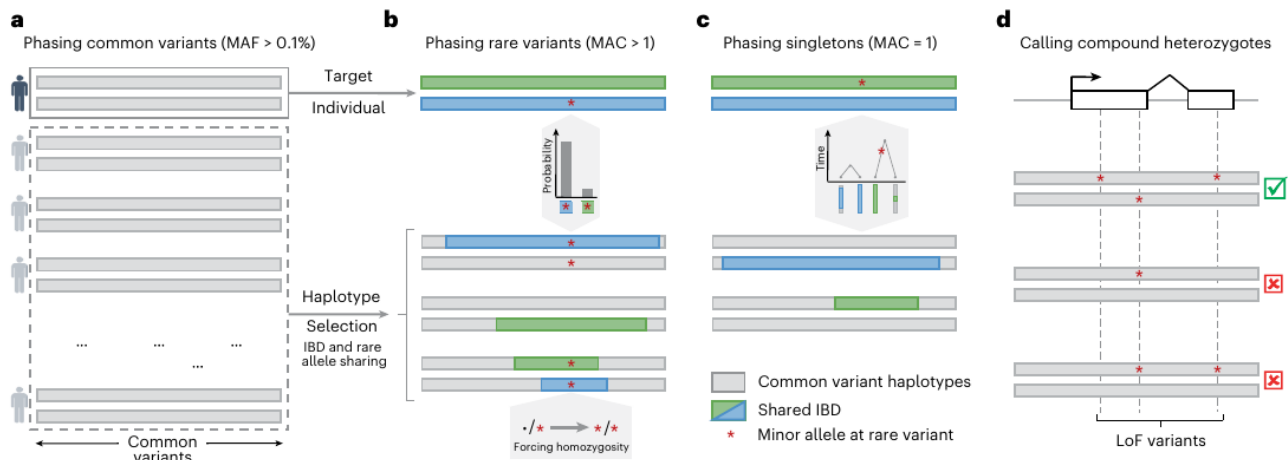 a
Phasing common variants (MAF > 0.1%)
Target
Individual
Haplotype
Selection
IBD and rare
allele sharing
...
...
...
...
Common
variants
b
Phasing rare variants (MAC > 1)
*
Probability
* *
*
*
*
*
·/* */*
Forcing homozygosity
c
Phasing singletons (MAC = 1)
*
Time
*
Common variant haplotypes
Shared IBD
* Minor allele at rare variant
d
Calling compound heterozygotes
* *
*
*
* *
LoF variants